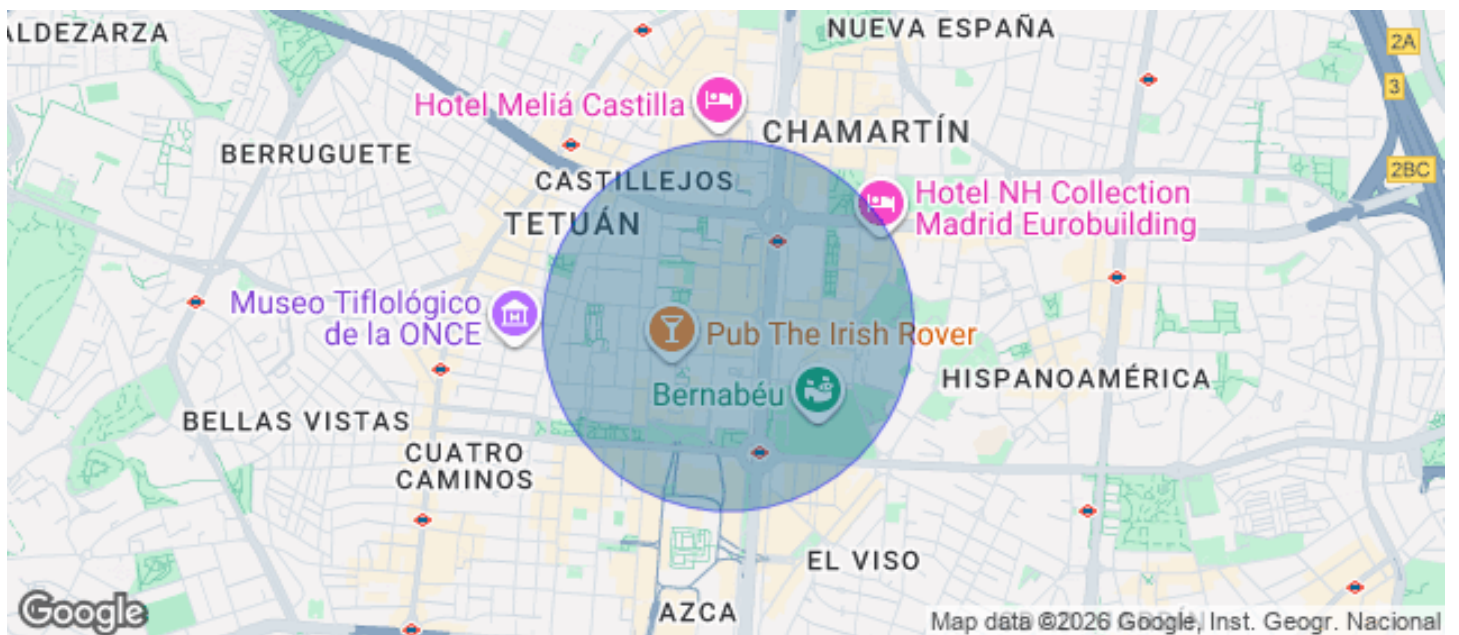 ALDEZARZA
NUEVA ESPAÑA
2A
3
Hotel Meliá Castilla
CHAMARTÍN
BERRUGUETE
2BC
CASTILLEJOS
Hotel NH Collection
Madrid Eurobuilding
TETUÁN
Museo Tiflológico
de la ONCE
Pub The Irish Rover
Bernabéu
HISPANOAMÉRICA
BELLAS VISTAS
CUATRO
CAMINOS
EL VISO
AZCA
Google
Map data ©2026 Google, Inst. Geogr. Nacional